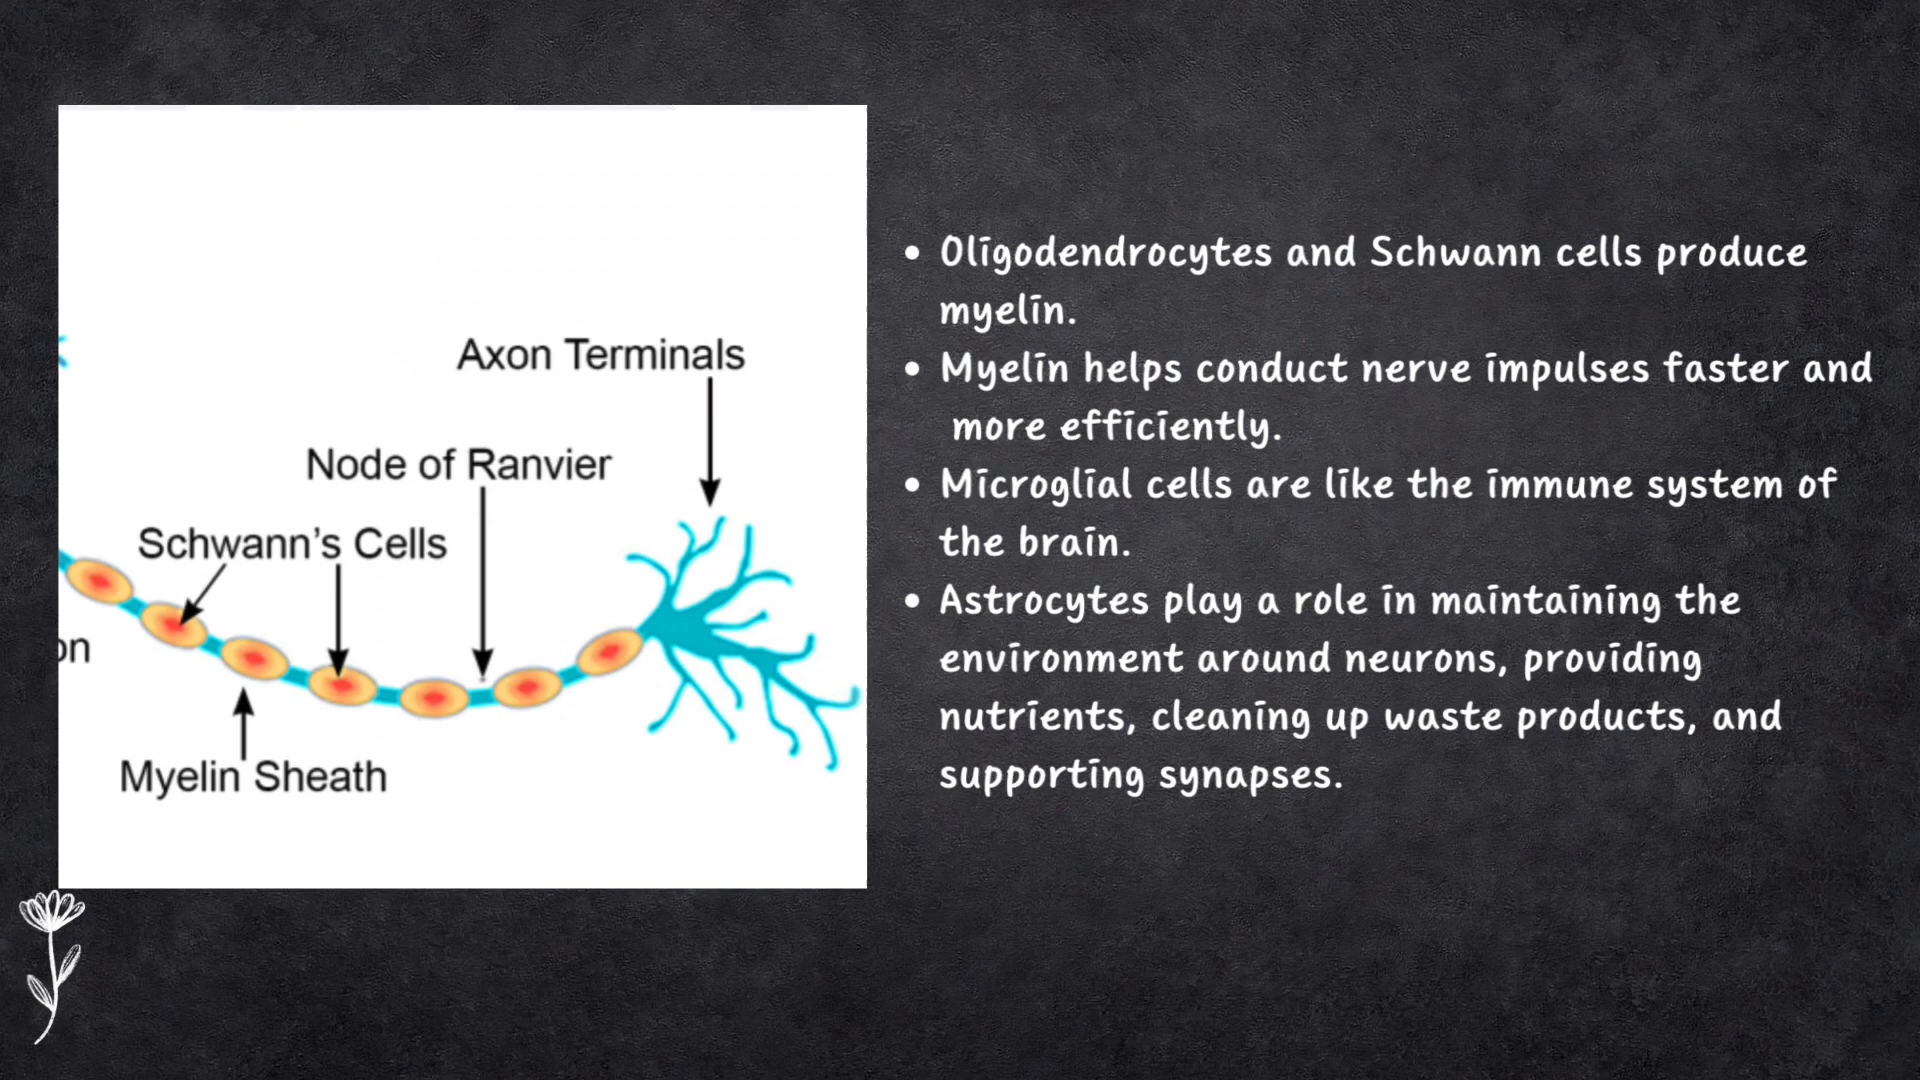 Axon Terminals
Node of Ranvier
Schwann's Cells
on
Myelin Sheath
• Oligodendrocytes and Schwann cells produce
myelin.
• Myelin helps conduct nerve impulses faster and
more efficiently.
• Microglial cells are like the immune system of
the brain.
• Astrocytes play a role in maintaining the
environment around neurons, providing
nutrients, cleaning up waste products, and
supporting synapses.